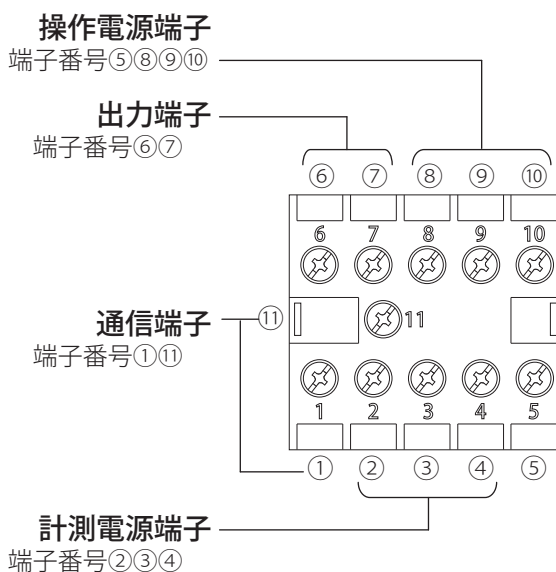 操作電源端子
端子番号⑤⑧⑨⑩
出力端子
端子番号⑥⑦
⑥ ⑦ ⑧ ⑨ ⑩
6 7 8 9 10
通信端子
端子番号①⑪
⑪
11
1 2 3 4 5
① ② ③ ④ ⑤
計測電源端子
端子番号②③④